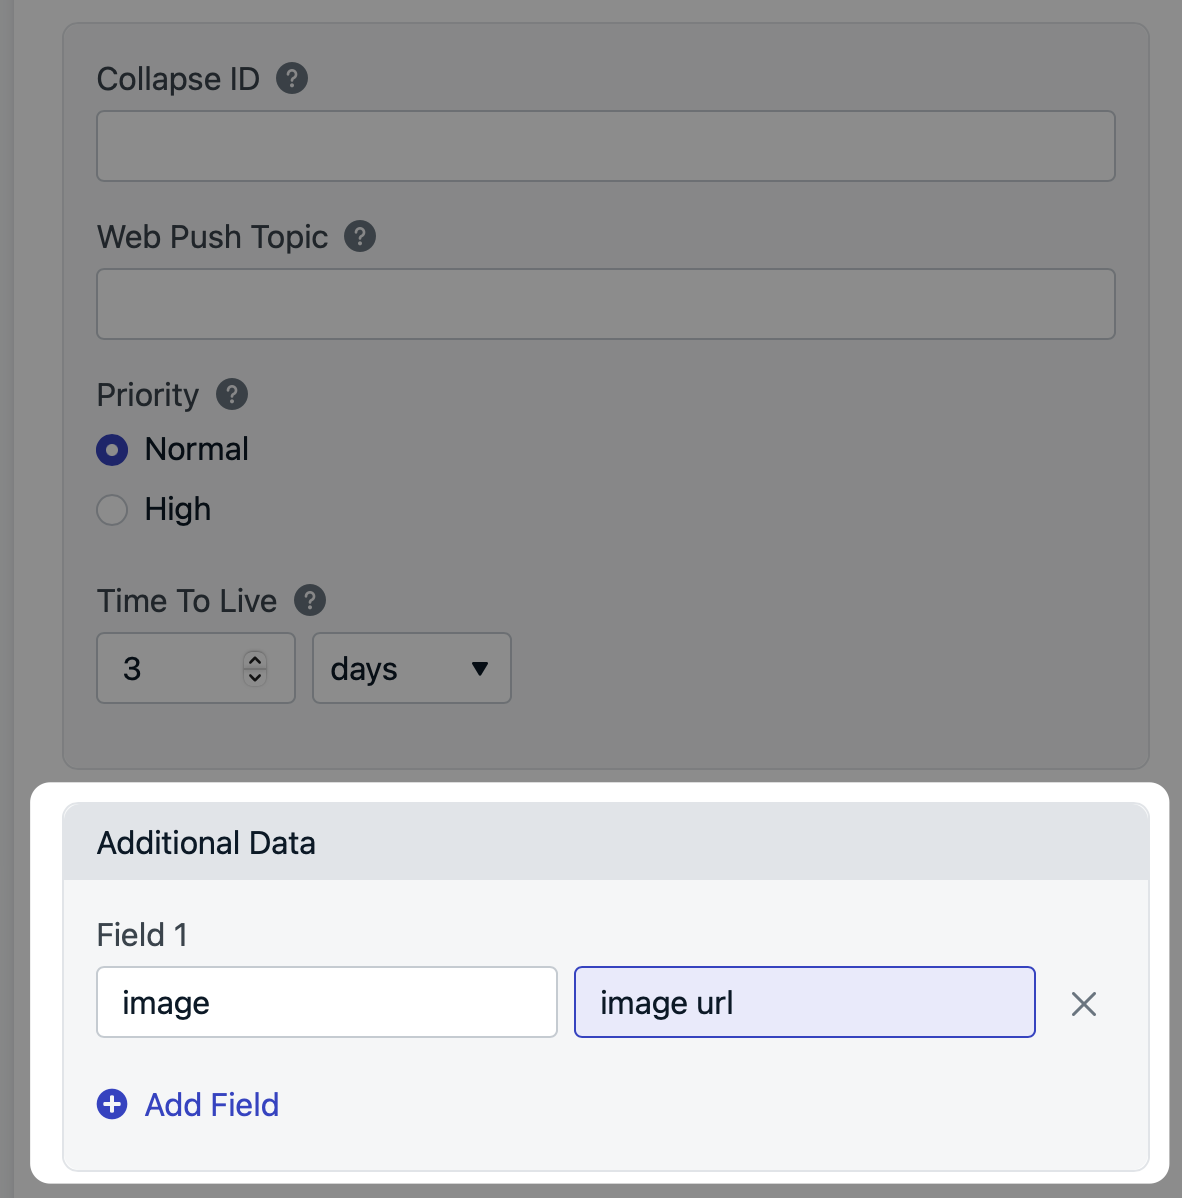 Collapse ID ?
Web Push Topic ?
Priority ?
Normal
High
Time To Live ?
3 days
Additional Data
Field 1
image image url
Add Field